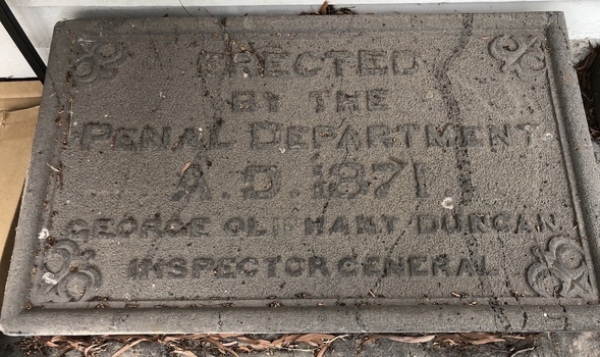 ERECTED
BY THE
PENAL DEPARTMENT
A.D. 1871
GEORGE OLIPHANT DUNCAN
INSPECTOR GENERAL